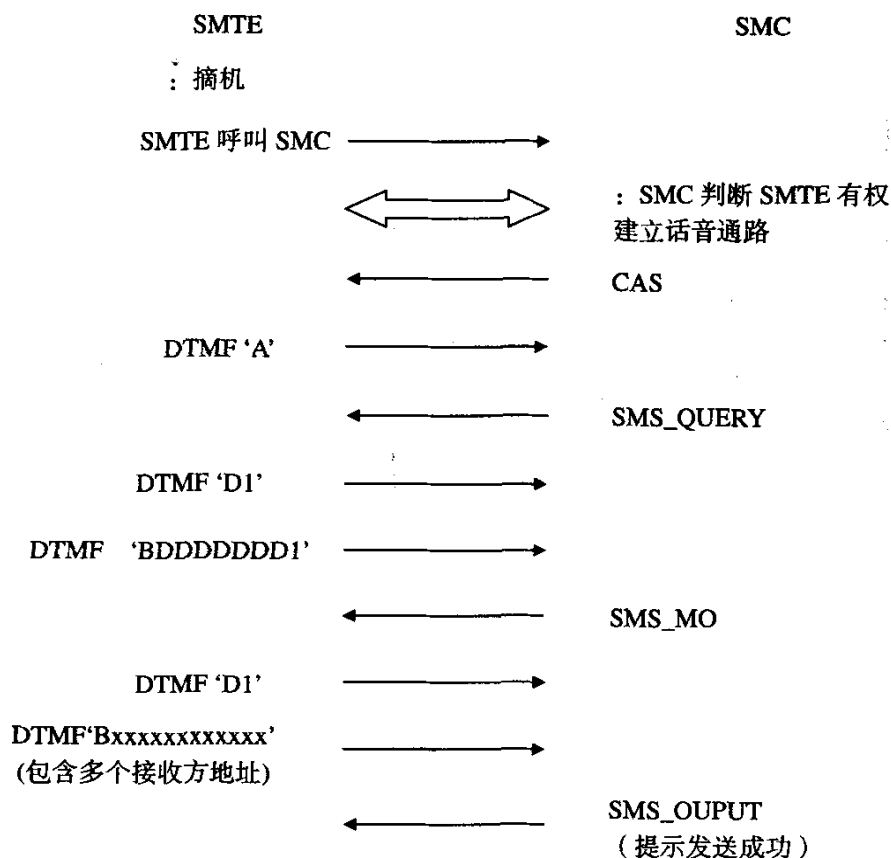 SMTE SMC
：摘机
SMTE 呼叫 SMC
：SMC 判断 SMTE 有权
建立话音通路
CAS
DTMF ‘A’
SMS_QUERY
DTMF ‘D1’
DTMF ‘BDDDDDDDD1’
SMS_MO
DTMF ‘D1’
DTMF‘Bxxxxxxxxxxxx’
(包含多个接收方地址)
SMS_OUPUT
（提示发送成功）